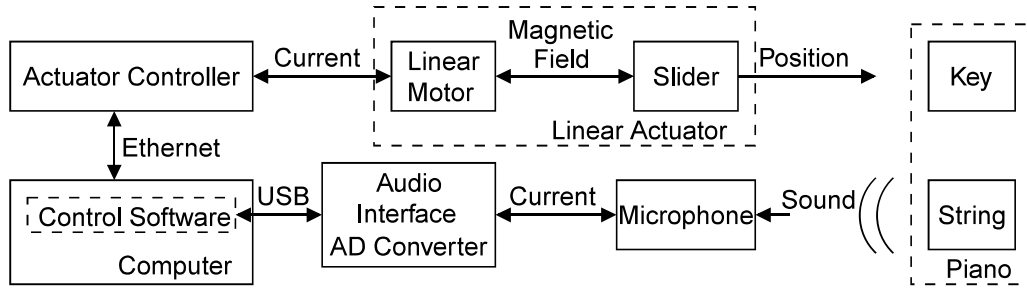 Actuator Controller
Current
Linear
Motor
Magnetic
Field
Slider
Position
Key
Linear Actuator
Ethernet
Control Software
Computer
USB
Audio
Interface
AD Converter
Current
Microphone
Sound
String
Piano